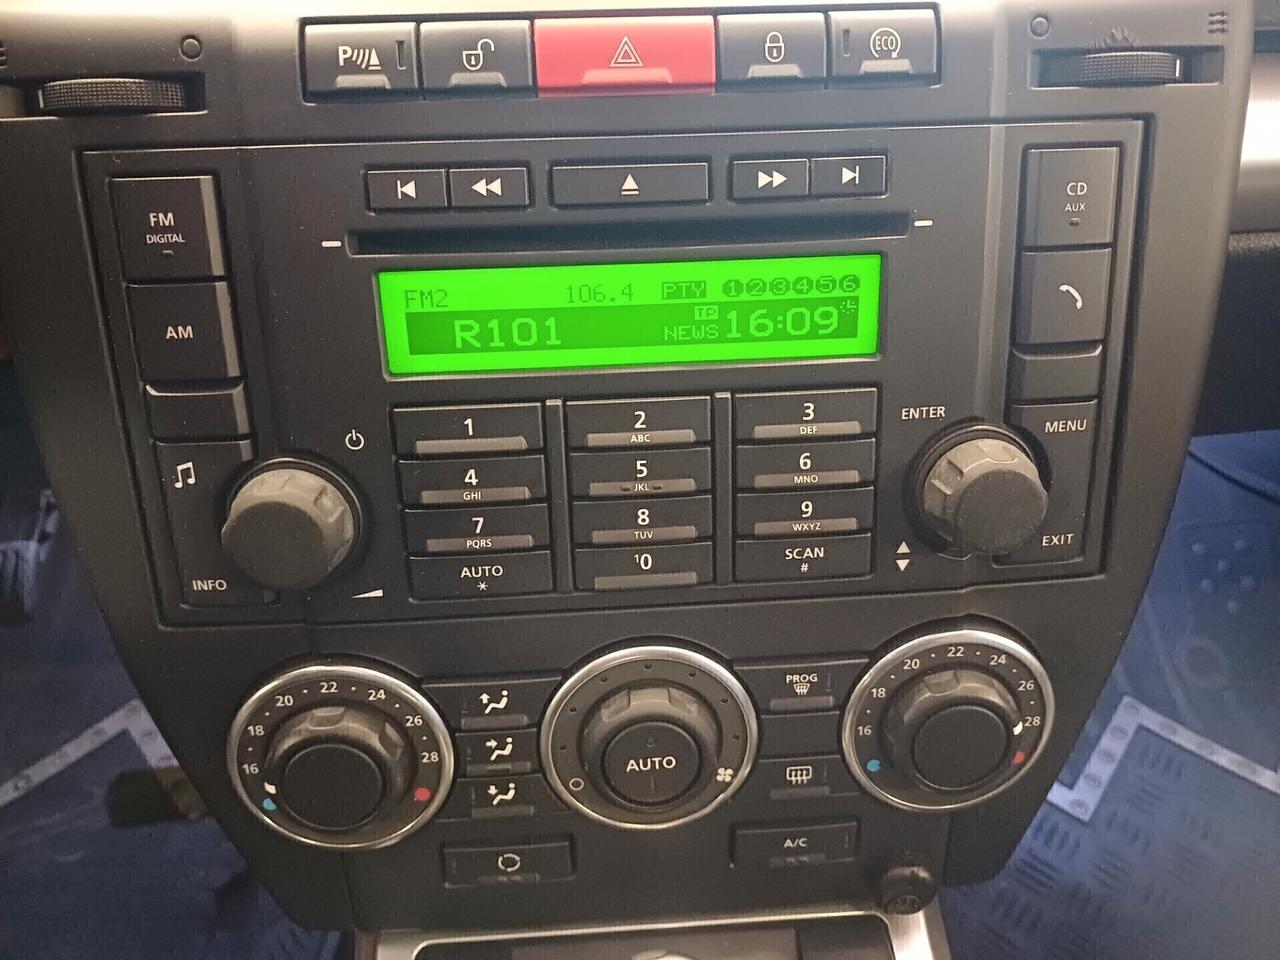 P
ECO
FM
DIGITAL
CD
AUX
AM
FM2 106.4 PTY 1 2 3 4 5 6
R101 TP NEWS 16:09
1
2 ABC
3 DEF
4 GHI
5 JKL
6 MNO
7 PQRS
8 TUV
9 WXYZ
AUTO *
0
SCAN #
ENTER
MENU
INFO
EXIT
16 18 20 22 24 26 28
AUTO
PROG
16 18 20 22 24 26 28
A/C